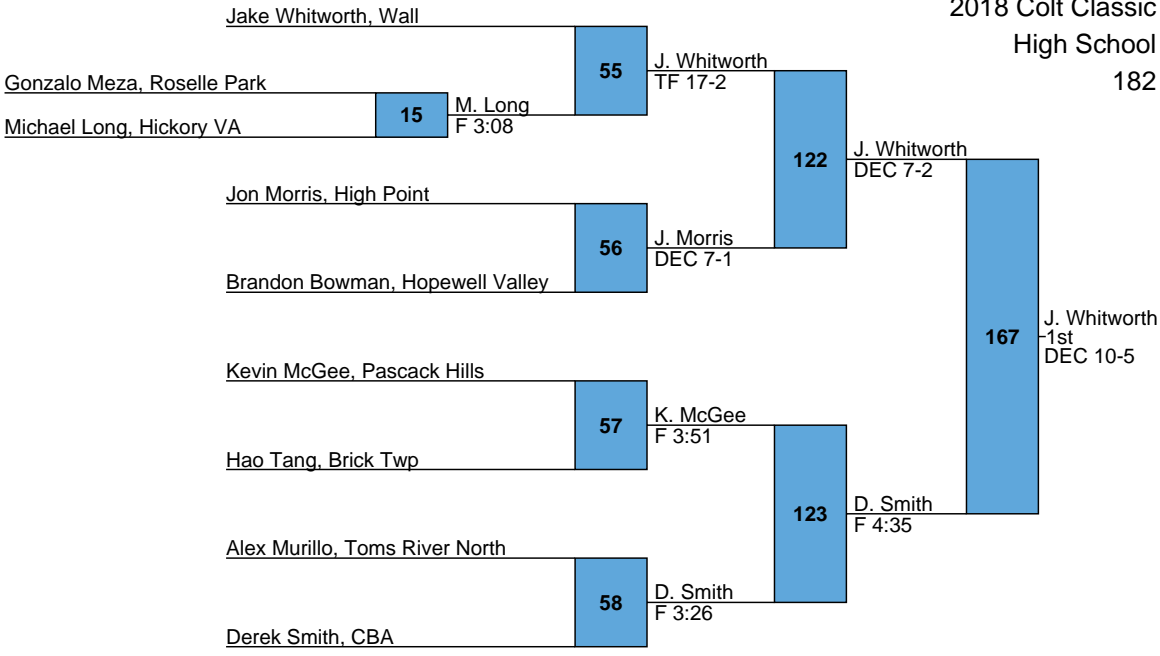 2018 Colt Classic
High School
182
Jake Whitworth, Wall
55
J. Whitworth
TF 17-2
Gonzalo Meza, Roselle Park
15
M. Long
F 3:08
Michael Long, Hickory VA
122
J. Whitworth
DEC 7-2
Jon Morris, High Point
56
J. Morris
DEC 7-1
Brandon Bowman, Hopewell Valley
167
J. Whitworth
1st
DEC 10-5
Kevin McGee, Pascack Hills
57
K. McGee
F 3:51
Hao Tang, Brick Twp
123
D. Smith
F 4:35
Alex Murillo, Toms River North
58
D. Smith
F 3:26
Derek Smith, CBA